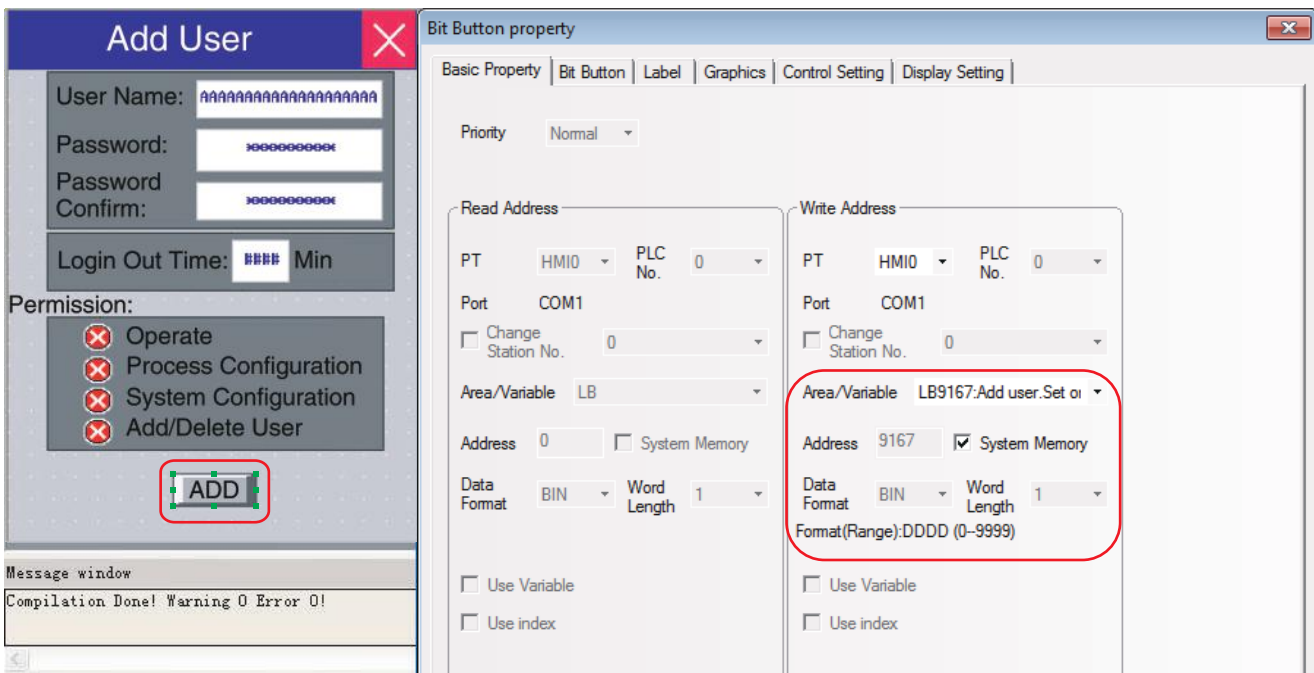 Add User
User Name: AAAAAAAAAAAAAAAAAAAA
Password: **********
Password
Confirm: **********
Login Out Time: #### Min
Permission:
Operate
Process Configuration
System Configuration
Add/Delete User
ADD
Message window
Compilation Done! Warning 0 Error 0!
Bit Button property
Basic Property Bit Button Label Graphics Control Setting Display Setting
Priority Normal
Read Address
PT HMI0 PLC No. 0
Port COM1
Change Station No. 0
Area/Variable LB
Address 0 System Memory
Data Format BIN Word Length 1
Use Variable
Use index
Write Address
PT HMI0 PLC No. 0
Port COM1
Change Station No. 0
Area/Variable LB9167:Add user.Set
Address 9167 System Memory
Data Format BIN Word Length 1
Format(Range):DDDD (0--9999)
Use Variable
Use index